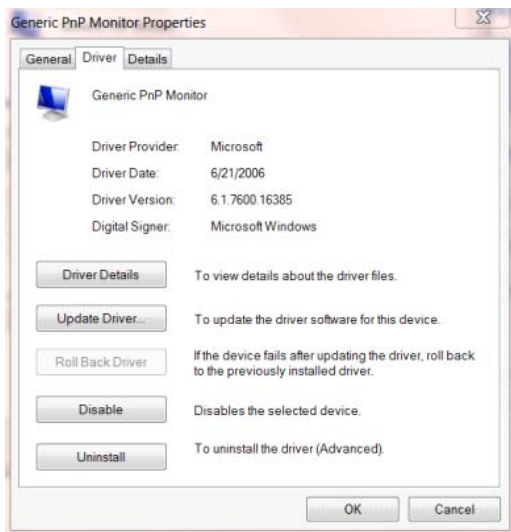 Generic PnP Monitor Properties
General Driver Details
Generic PnP Monitor
Driver Provider: Microsoft
Driver Date: 6/21/2006
Driver Version: 6.1.7600.16385
Digital Signer: Microsoft Windows
Driver Details To view details about the driver files.
Update Driver... To update the driver software for this device.
Roll Back Driver If the device fails after updating the driver, roll back
to the previously installed driver.
Disable Disables the selected device.
Uninstall To uninstall the driver (Advanced).
OK Cancel